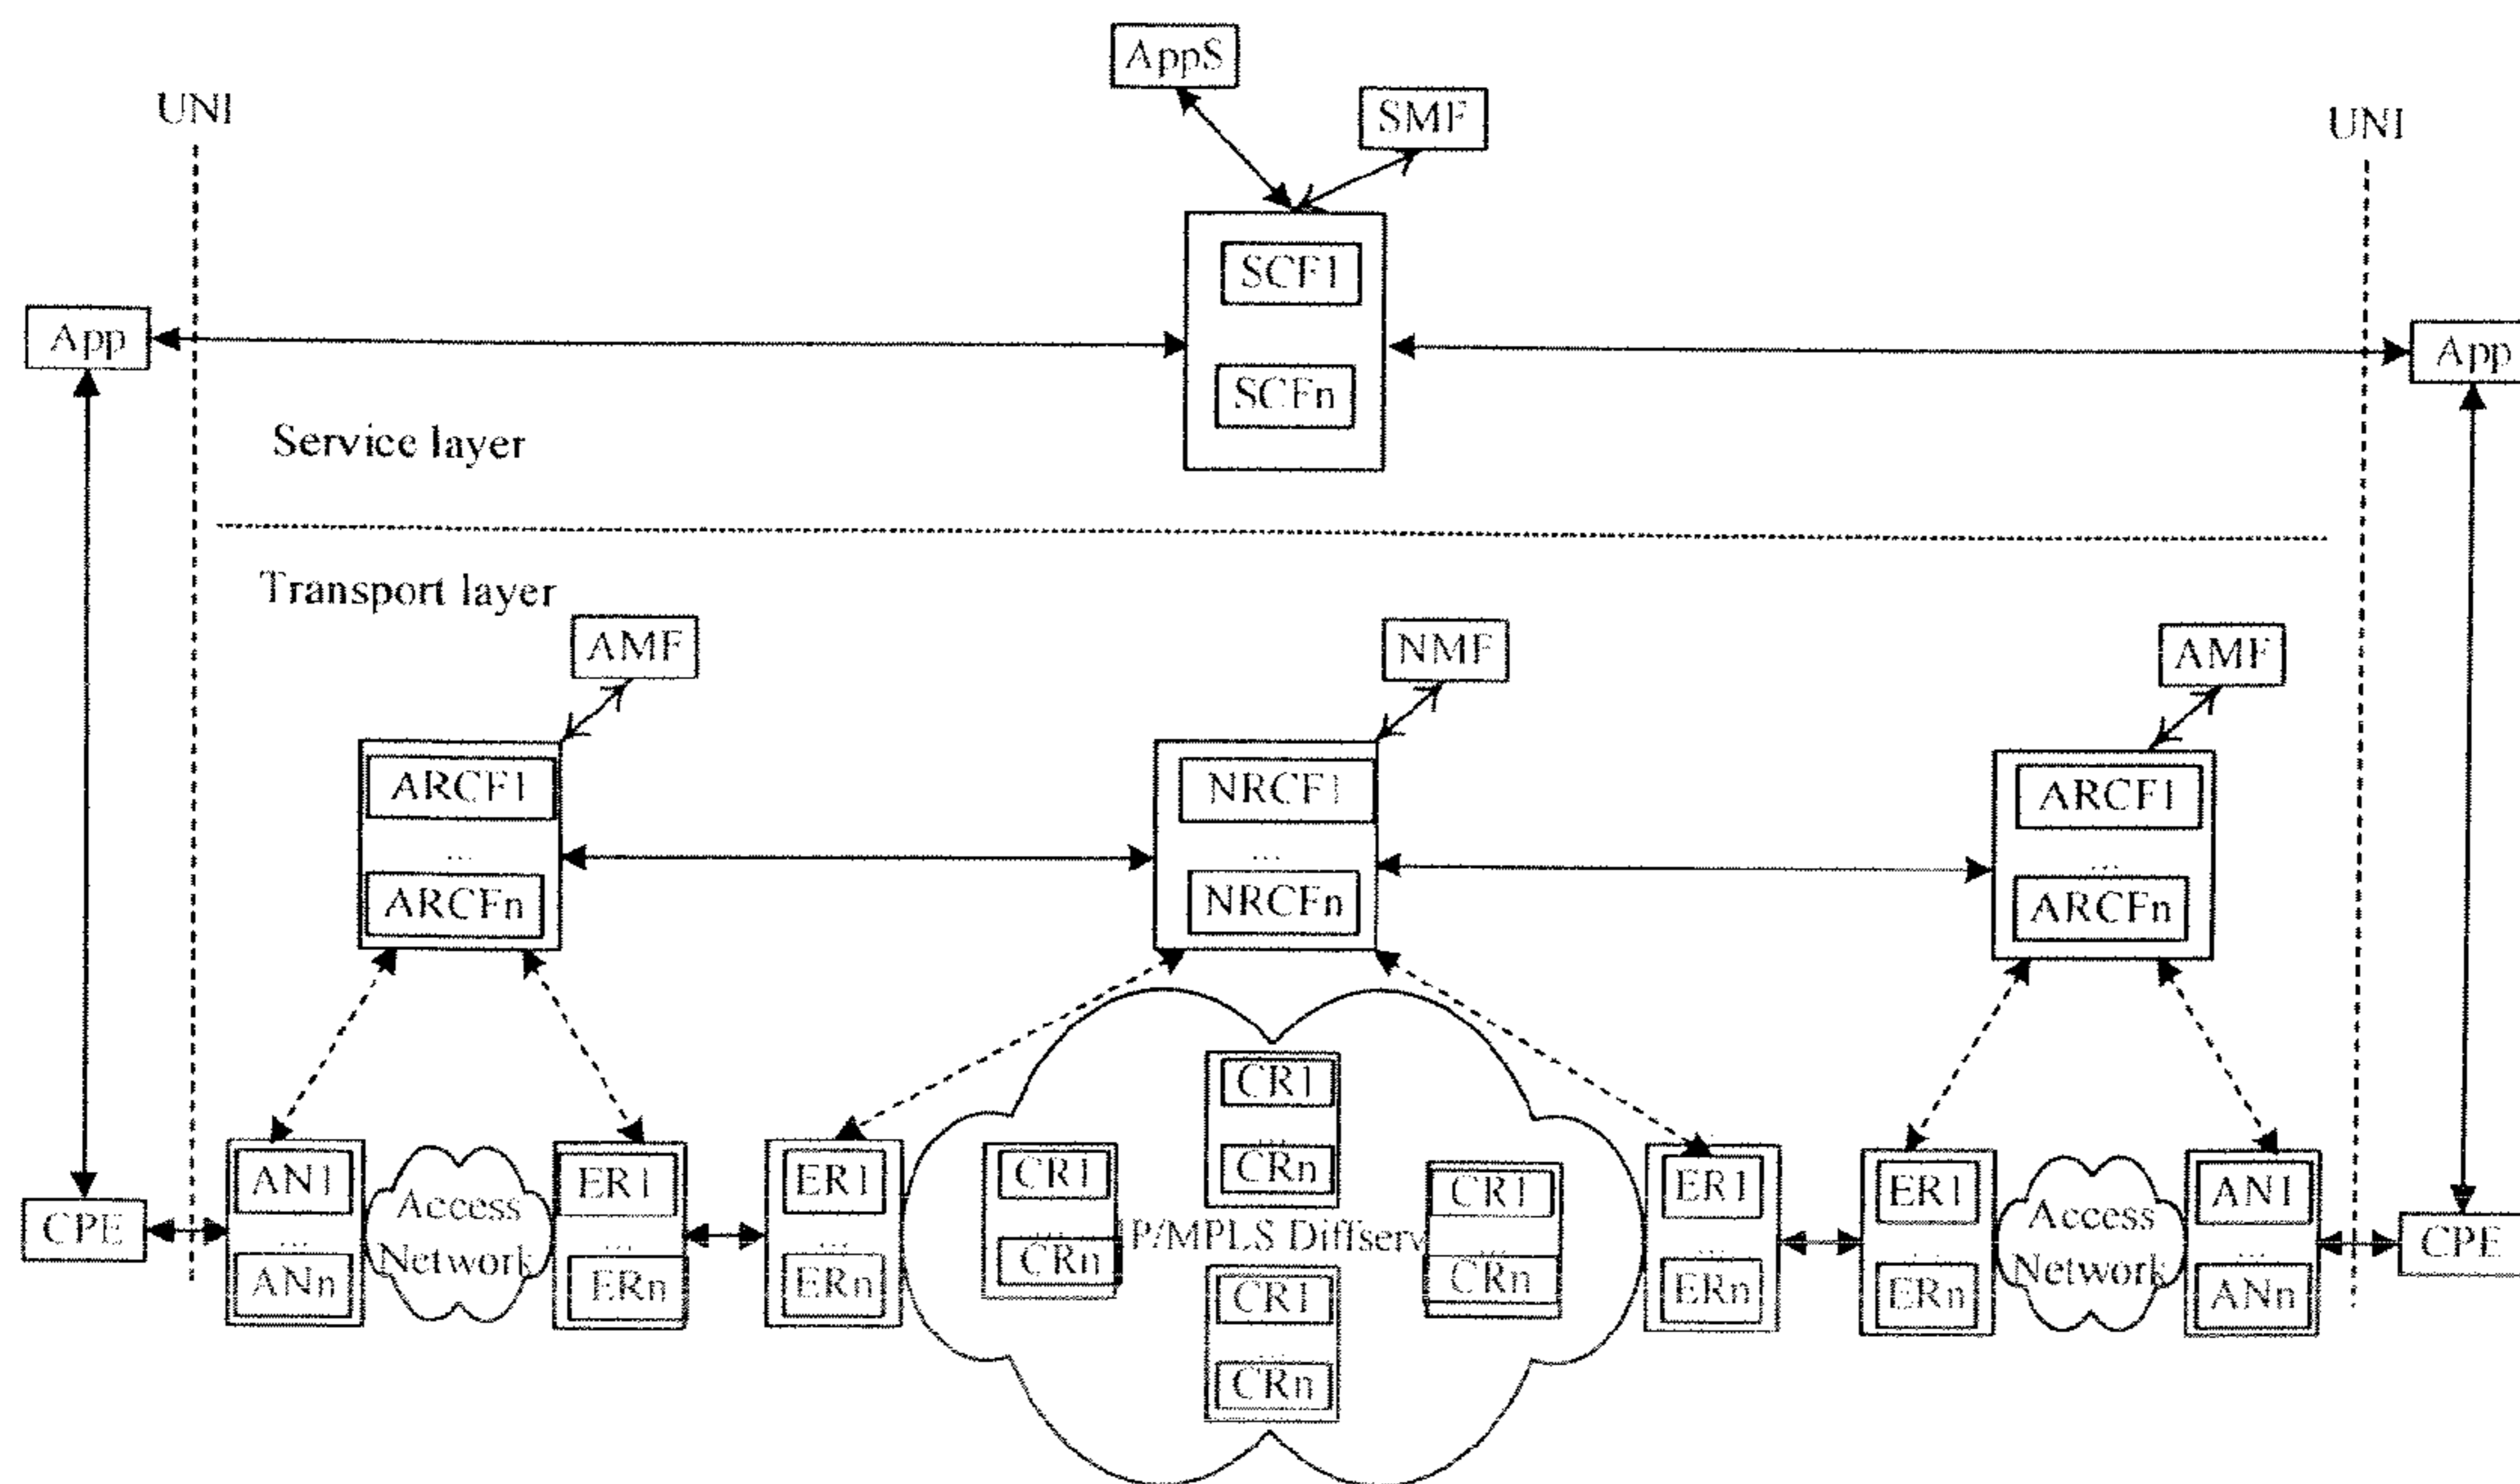 AppS
UNI
SMF
UNI
SCF1
App
App
SCFn
Service layer
Transport layer
AMF
NMF
AMF
ARCF1
NRCF1
ARCF1
...
...
...
ARCFn
NRCFn
ARCFn
CR1
...
CRn
AN1
...
ANn
Access
Network
ER1
...
ERn
ER1
...
ERn
CR1
...
CRn
P/MPLS Diffserv
CR1
...
CRn
ER1
...
ERn
ER1
...
ERn
Access
Network
AN1
...
ANn
CPE
CPE
CR1
...
CRn